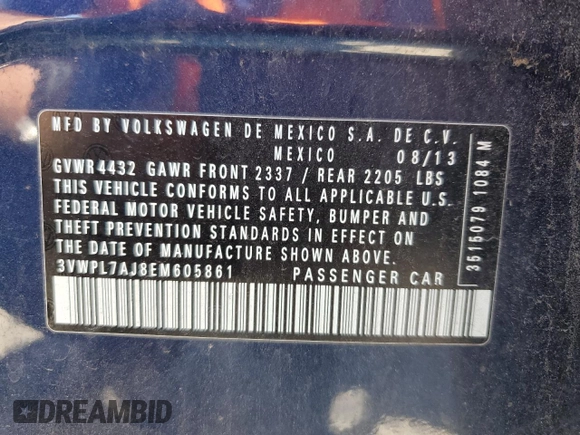 MFD BY VOLKSWAGEN DE MEXICO S.A. DE C.V.
MEXICO 08/13
GVWR 4432 GAWR FRONT 2337 / REAR 2205 LBS
THIS VEHICLE CONFORMS TO ALL APPLICABLE U.S.
FEDERAL MOTOR VEHICLE SAFETY, BUMPER AND
THEFT PREVENTION STANDARDS IN EFFECT ON
THE DATE OF MANUFACTURE SHOWN ABOVE.
3VWPL7AJ8EM605861 PASSENGER CAR
3515079 1084 M
DREAMBID